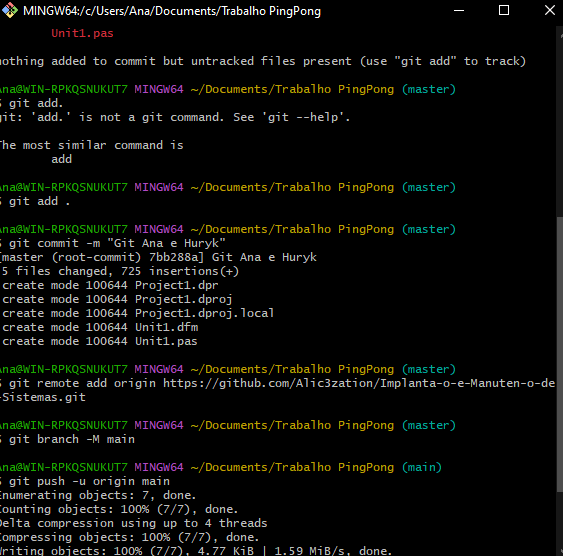 MINGW64:/c/Users/Ana/Documents/Trabalho PingPong
Unit1.pas
nothing added to commit but untracked files present (use "git add" to track)
Ana@WIN-RPKQSNUKUT7 MINGW64 ~/Documents/Trabalho PingPong (master)
$ git add.
git: 'add.' is not a git command. See 'git --help'.
The most similar command is
add
Ana@WIN-RPKQSNUKUT7 MINGW64 ~/Documents/Trabalho PingPong (master)
$ git add .
Ana@WIN-RPKQSNUKUT7 MINGW64 ~/Documents/Trabalho PingPong (master)
$ git commit -m "Git Ana e Huryk"
[master (root-commit) 7bb288a] Git Ana e Huryk
5 files changed, 725 insertions(+)
create mode 100644 Project1.dpr
create mode 100644 Project1.dproj
create mode 100644 Project1.dproj.local
create mode 100644 Unit1.dfm
create mode 100644 Unit1.pas
Ana@WIN-RPKQSNUKUT7 MINGW64 ~/Documents/Trabalho PingPong (master)
$ git remote add origin https://github.com/Alic3zation/Implanta-o-e-Manuten-o-de
-Sistemas.git
Ana@WIN-RPKQSNUKUT7 MINGW64 ~/Documents/Trabalho PingPong (master)
$ git branch -M main
Ana@WIN-RPKQSNUKUT7 MINGW64 ~/Documents/Trabalho PingPong (main)
$ git push -u origin main
Enumerating objects: 7, done.
Counting objects: 100% (7/7), done.
Delta compression using up to 4 threads
Compressing objects: 100% (7/7), done.
Writing objects: 100% (7/7), 4.77 KiB | 1.59 MiB/s, done.